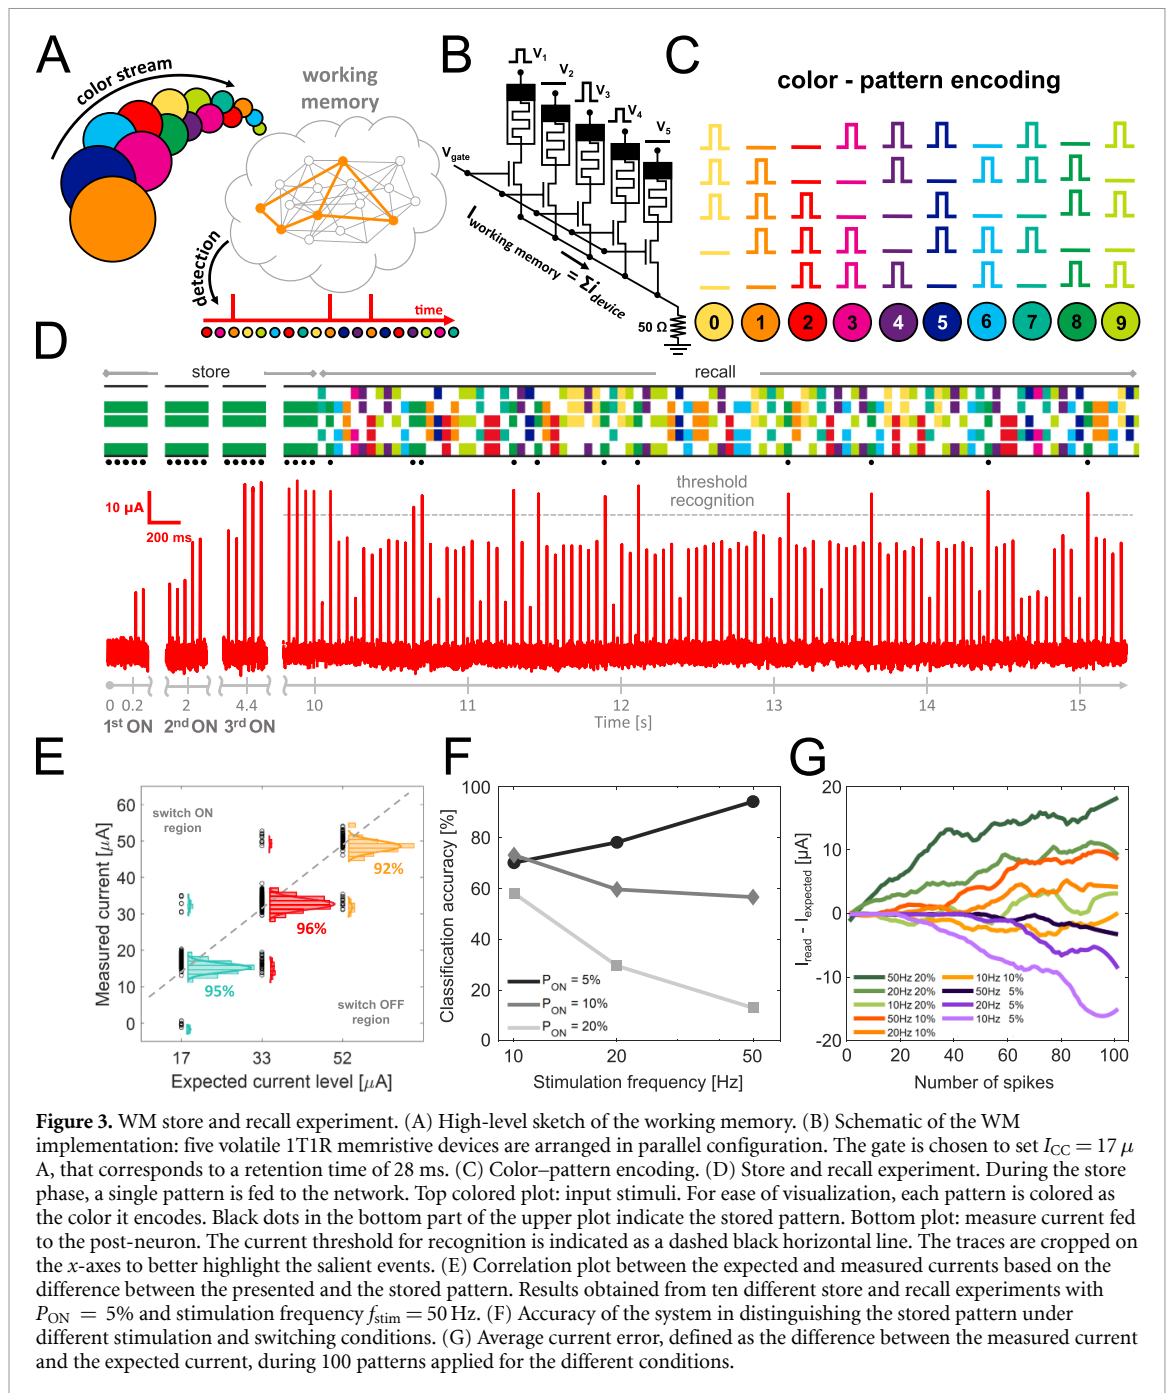 A
color stream
working
memory
detection
time
B
V1
V2
V3
V4
V5
Vgate
Iworking memory = Σidevice
50 Ω
C
color - pattern encoding
0 1 2 3 4 5 6 7 8 9
D
store
recall
threshold
recognition
10 µA
200 ms
0 0.2 2 4.4 10 11 12 13 14 15
1st ON 2nd ON 3rd ON
Time [s]
E
switch ON
region
60
50
40
30
20
10
0
Measured current [µA]
92%
96%
95%
switch OFF
region
17 33 52
Expected current level [µA]
F
100
80
60
40
20
0
Classification accuracy [%]
PON = 5%
PON = 10%
PON = 20%
10 20 50
Stimulation frequency [Hz]
G
20
10
0
-10
-20
Iread - Iexpected [µA]
50Hz 20%
20Hz 20%
10Hz 20%
50Hz 10%
20Hz 10%
10Hz 10%
50Hz 5%
20Hz 5%
10Hz 5%
0 20 40 60 80 100
Number of spikes
Figure 3. WM store and recall experiment. (A) High-level sketch of the working memory. (B) Schematic of the WM
implementation: five volatile 1T1R memristive devices are arranged in parallel configuration. The gate is chosen to set ICC = 17 µ
A, that corresponds to a retention time of 28 ms. (C) Color–pattern encoding. (D) Store and recall experiment. During the store
phase, a single pattern is fed to the network. Top colored plot: input stimuli. For ease of visualization, each pattern is colored as
the color it encodes. Black dots in the bottom part of the upper plot indicate the stored pattern. Bottom plot: measure current fed
to the post-neuron. The current threshold for recognition is indicated as a dashed black horizontal line. The traces are cropped on
the x-axes to better highlight the salient events. (E) Correlation plot between the expected and measured currents based on the
difference between the presented and the stored pattern. Results obtained from ten different store and recall experiments with
PON = 5% and stimulation frequency fstim = 50 Hz. (F) Accuracy of the system in distinguishing the stored pattern under
different stimulation and switching conditions. (G) Average current error, defined as the difference between the measured current
and the expected current, during 100 patterns applied for the different conditions.